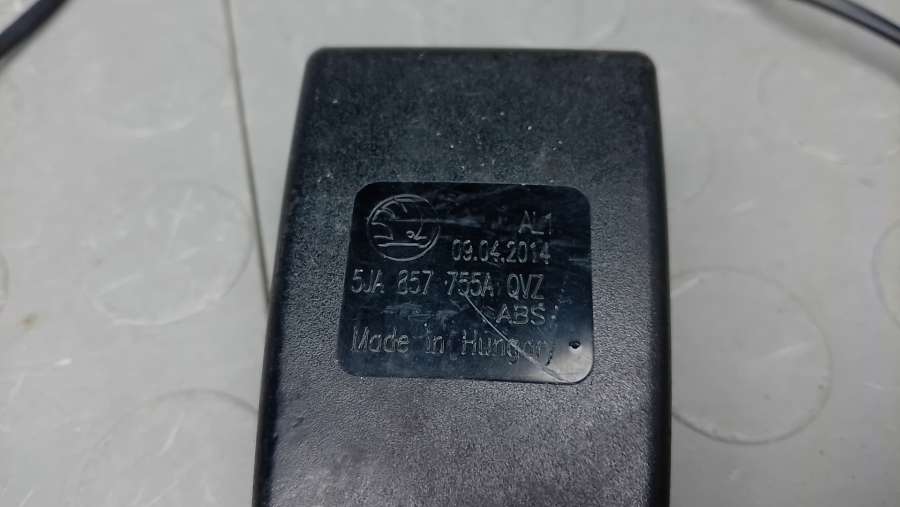 AL1
09.04.2014
5JA 857 755A QVZ
>ABS<
Made in Hungary